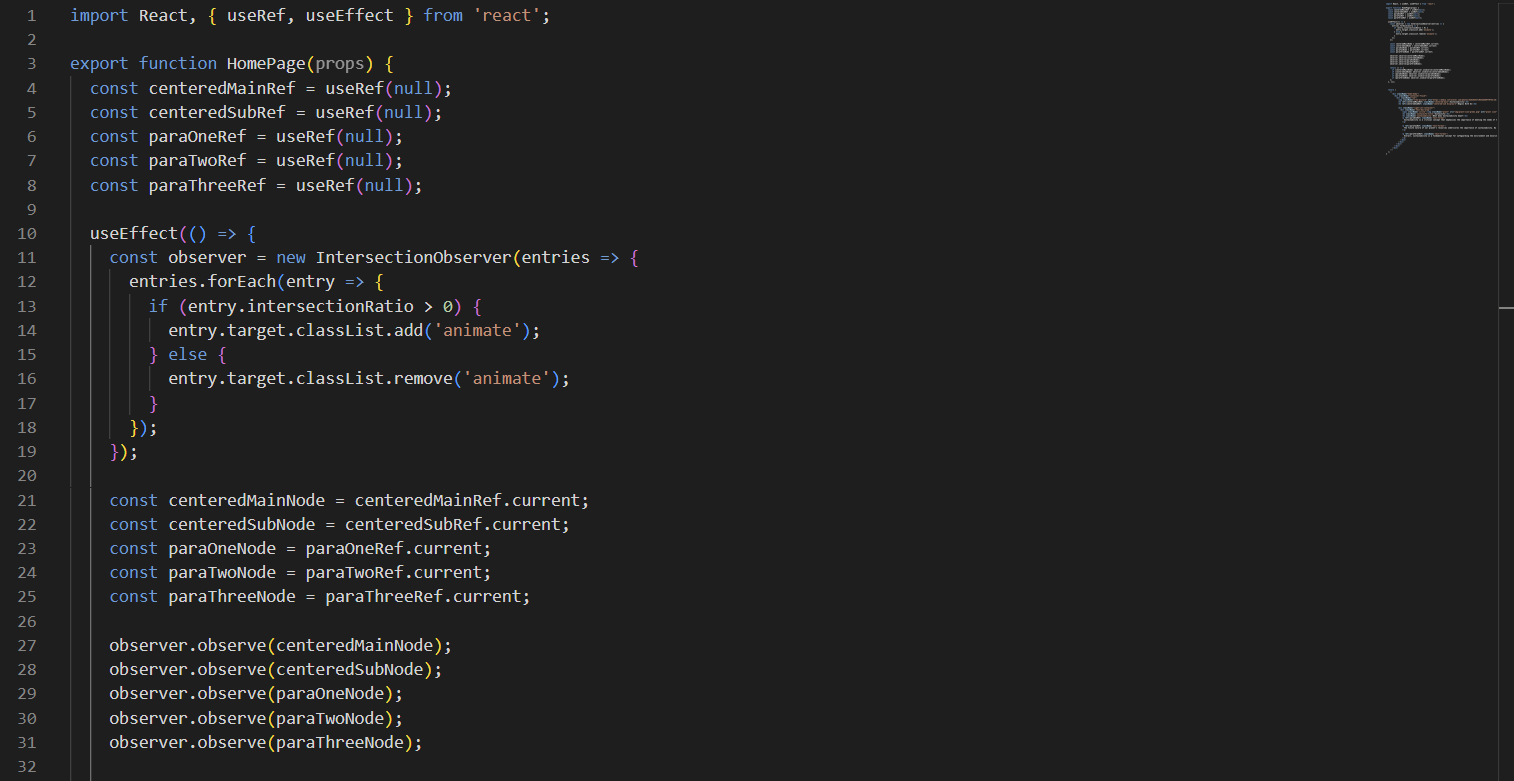 1 import React, { useRef, useEffect } from 'react';
2
3 export function HomePage(props) {
4   const centeredMainRef = useRef(null);
5   const centeredSubRef = useRef(null);
6   const paraOneRef = useRef(null);
7   const paraTwoRef = useRef(null);
8   const paraThreeRef = useRef(null);
9
10   useEffect(() => {
11     const observer = new IntersectionObserver(entries => {
12       entries.forEach(entry => {
13         if (entry.intersectionRatio > 0) {
14           entry.target.classList.add('animate');
15         } else {
16           entry.target.classList.remove('animate');
17         }
18       });
19     });
20
21     const centeredMainNode = centeredMainRef.current;
22     const centeredSubNode = centeredSubRef.current;
23     const paraOneNode = paraOneRef.current;
24     const paraTwoNode = paraTwoRef.current;
25     const paraThreeNode = paraThreeRef.current;
26
27     observer.observe(centeredMainNode);
28     observer.observe(centeredSubNode);
29     observer.observe(paraOneNode);
30     observer.observe(paraTwoNode);
31     observer.observe(paraThreeNode);
32